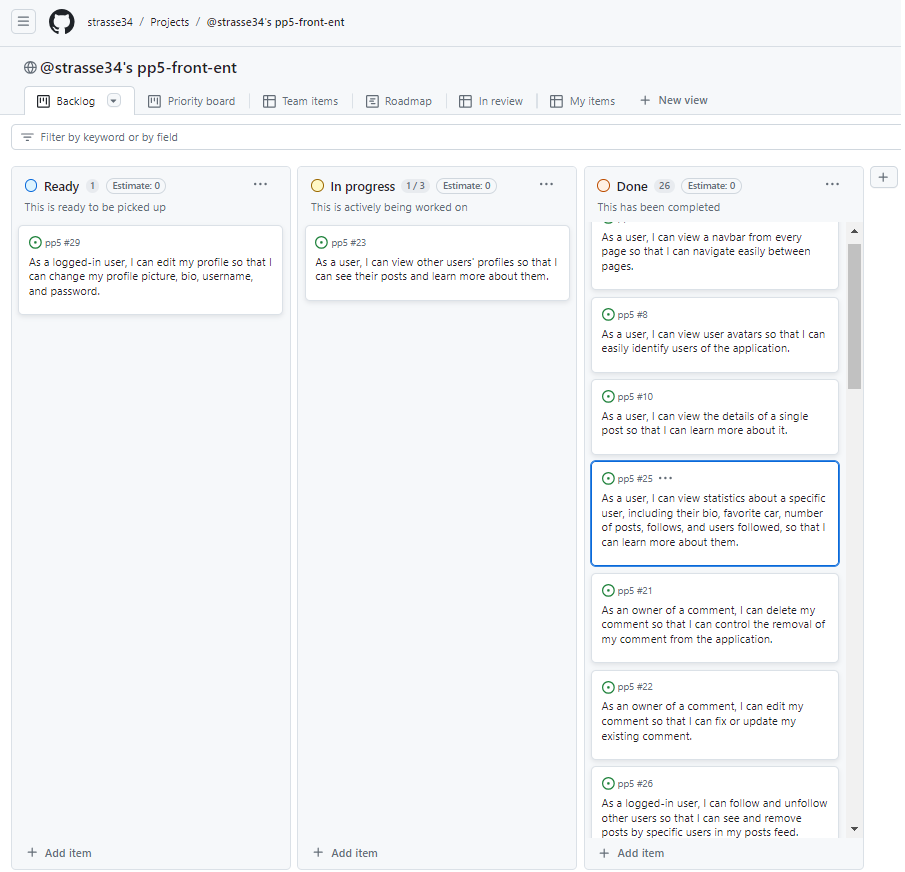 strasse34 / Projects / @strasse34's pp5-front-ent
@strasse34's pp5-front-ent
Backlog Priority board Team items Roadmap In review My items + New view
Filter by keyword or by field
Ready 1 Estimate: 0
This is ready to be picked up
pp5 #29
As a logged-in user, I can edit my profile so that I
can change my profile picture, bio, username,
and password.
+ Add item
In progress 1 / 3 Estimate: 0
This is actively being worked on
pp5 #23
As a user, I can view other users' profiles so that I
can see their posts and learn more about them.
+ Add item
Done 26 Estimate: 0
This has been completed
As a user, I can view a navbar from every
page so that I can navigate easily between
pages.
pp5 #8
As a user, I can view user avatars so that I can
easily identify users of the application.
pp5 #10
As a user, I can view the details of a single
post so that I can learn more about it.
pp5 #25
As a user, I can view statistics about a specific
user, including their bio, favorite car, number
of posts, follows, and users followed, so that I
can learn more about them.
pp5 #21
As an owner of a comment, I can delete my
comment so that I can control the removal of
my comment from the application.
pp5 #22
As an owner of a comment, I can edit my
comment so that I can fix or update my
existing comment.
pp5 #26
As a logged-in user, I can follow and unfollow
other users so that I can see and remove
posts by specific users in my posts feed.
+ Add item